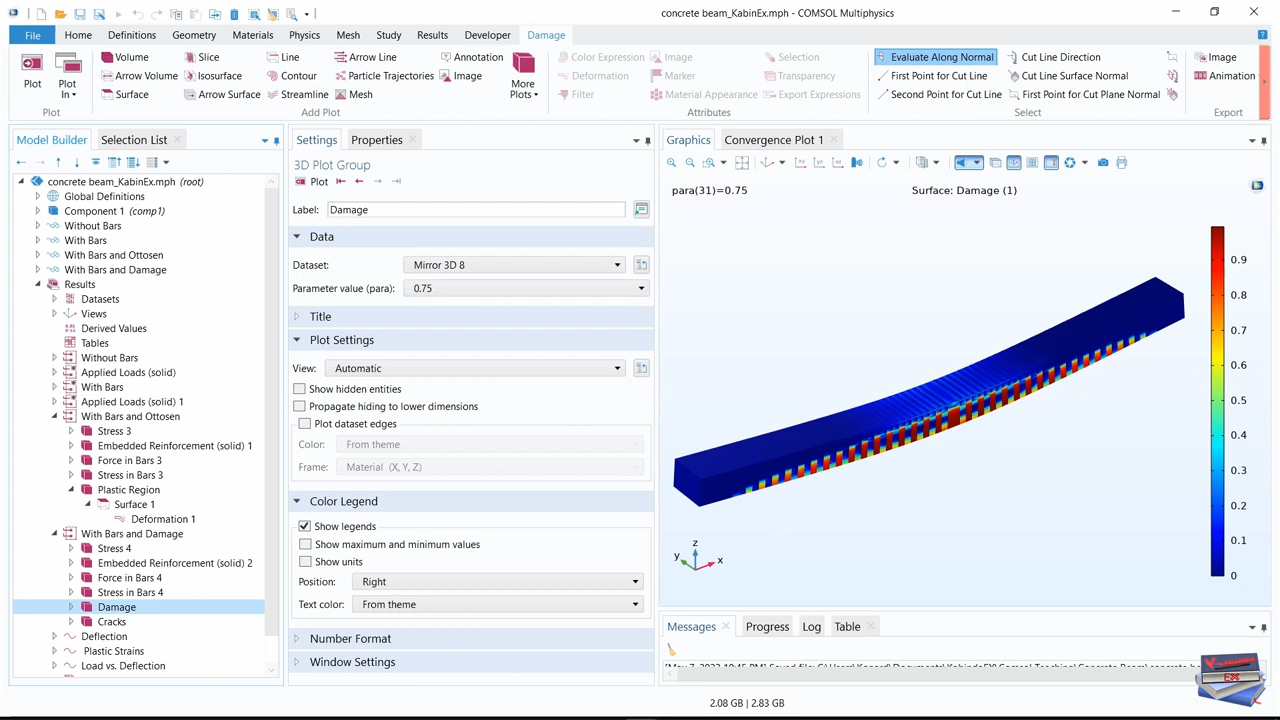 concrete beam_KabinEx.mph - COMSOL Multiphysics
File Home Definitions Geometry Materials Physics Mesh Study Results Developer Damage
Volume Slice Line Arrow Line Annotation Color Expression Image Selection Evaluate Along Normal Cut Line Direction Image
Arrow Volume Isosurface Contour Particle Trajectories Image Deformation Marker Transparency First Point for Cut Line Cut Line Surface Normal Animation
Plot Plot In More Plots
Surface Arrow Surface Streamline Mesh Filter Material Appearance Export Expressions Second Point for Cut Line First Point for Cut Plane Normal
Plot Add Plot Attributes Select Export
Model Builder Selection List
concrete beam_KabinEx.mph (root)
Global Definitions
Component 1 (comp1)
Without Bars
With Bars
With Bars and Ottosen
With Bars and Damage
Results
Datasets
Views
Derived Values
Tables
Without Bars
Applied Loads (solid)
With Bars
Applied Loads (solid) 1
With Bars and Ottosen
Stress 3
Embedded Reinforcement (solid) 1
Force in Bars 3
Stress in Bars 3
Plastic Region
Surface 1
Deformation 1
With Bars and Damage
Stress 4
Embedded Reinforcement (solid) 2
Force in Bars 4
Stress in Bars 4
Damage
Cracks
Deflection
Plastic Strains
Load vs. Deflection
Settings Properties
3D Plot Group
Plot
Label: Damage
Data
Dataset: Mirror 3D 8
Parameter value (para): 0.75
Title
Plot Settings
View: Automatic
Show hidden entities
Propagate hiding to lower dimensions
Plot dataset edges
Color: From theme
Frame: Material (X, Y, Z)
Color Legend
Show legends
Show maximum and minimum values
Show units
Position: Right
Text color: From theme
Number Format
Window Settings
Graphics Convergence Plot 1
para(31)=0.75 Surface: Damage (1)
0.9
0.8
0.7
0.6
0.5
0.4
0.3
0.2
0.1
0
z
y x
Messages Progress Log Table
2.08 GB | 2.83 GB